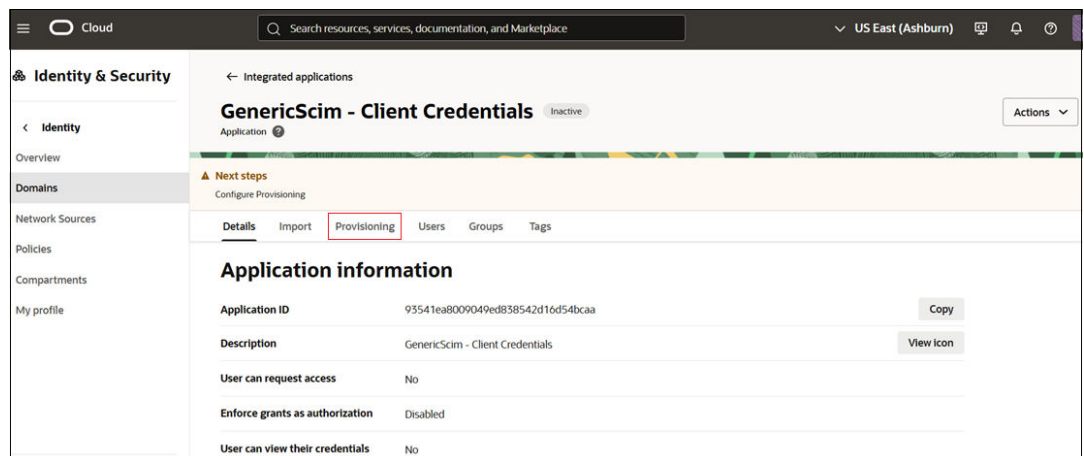 Cloud
Search resources, services, documentation, and Marketplace
US East (Ashburn)
Identity & Security
Identity
Overview
Domains
Network Sources
Policies
Compartments
My profile
Integrated applications
GenericScim - Client Credentials Inactive
Application
Actions
Next steps
Configure Provisioning
Details Import Provisioning Users Groups Tags
Application information
Application ID 93541ea8009049ed838542d16d54bcaa Copy
Description GenericScim - Client Credentials View icon
User can request access No
Enforce grants as authorization Disabled
User can view their credentials No